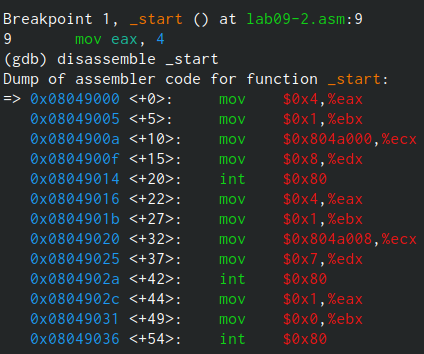 Breakpoint 1, _start () at lab09-2.asm:9
9 mov eax, 4
(gdb) disassemble _start
Dump of assembler code for function _start:
=> 0x08049000 <+0>: mov $0x4,%eax
0x08049005 <+5>: mov $0x1,%ebx
0x0804900a <+10>: mov $0x804a000,%ecx
0x0804900f <+15>: mov $0x8,%edx
0x08049014 <+20>: int $0x80
0x08049016 <+22>: mov $0x4,%eax
0x0804901b <+27>: mov $0x1,%ebx
0x08049020 <+32>: mov $0x804a008,%ecx
0x08049025 <+37>: mov $0x7,%edx
0x0804902a <+42>: int $0x80
0x0804902c <+44>: mov $0x1,%eax
0x08049031 <+49>: mov $0x0,%ebx
0x08049036 <+54>: int $0x80